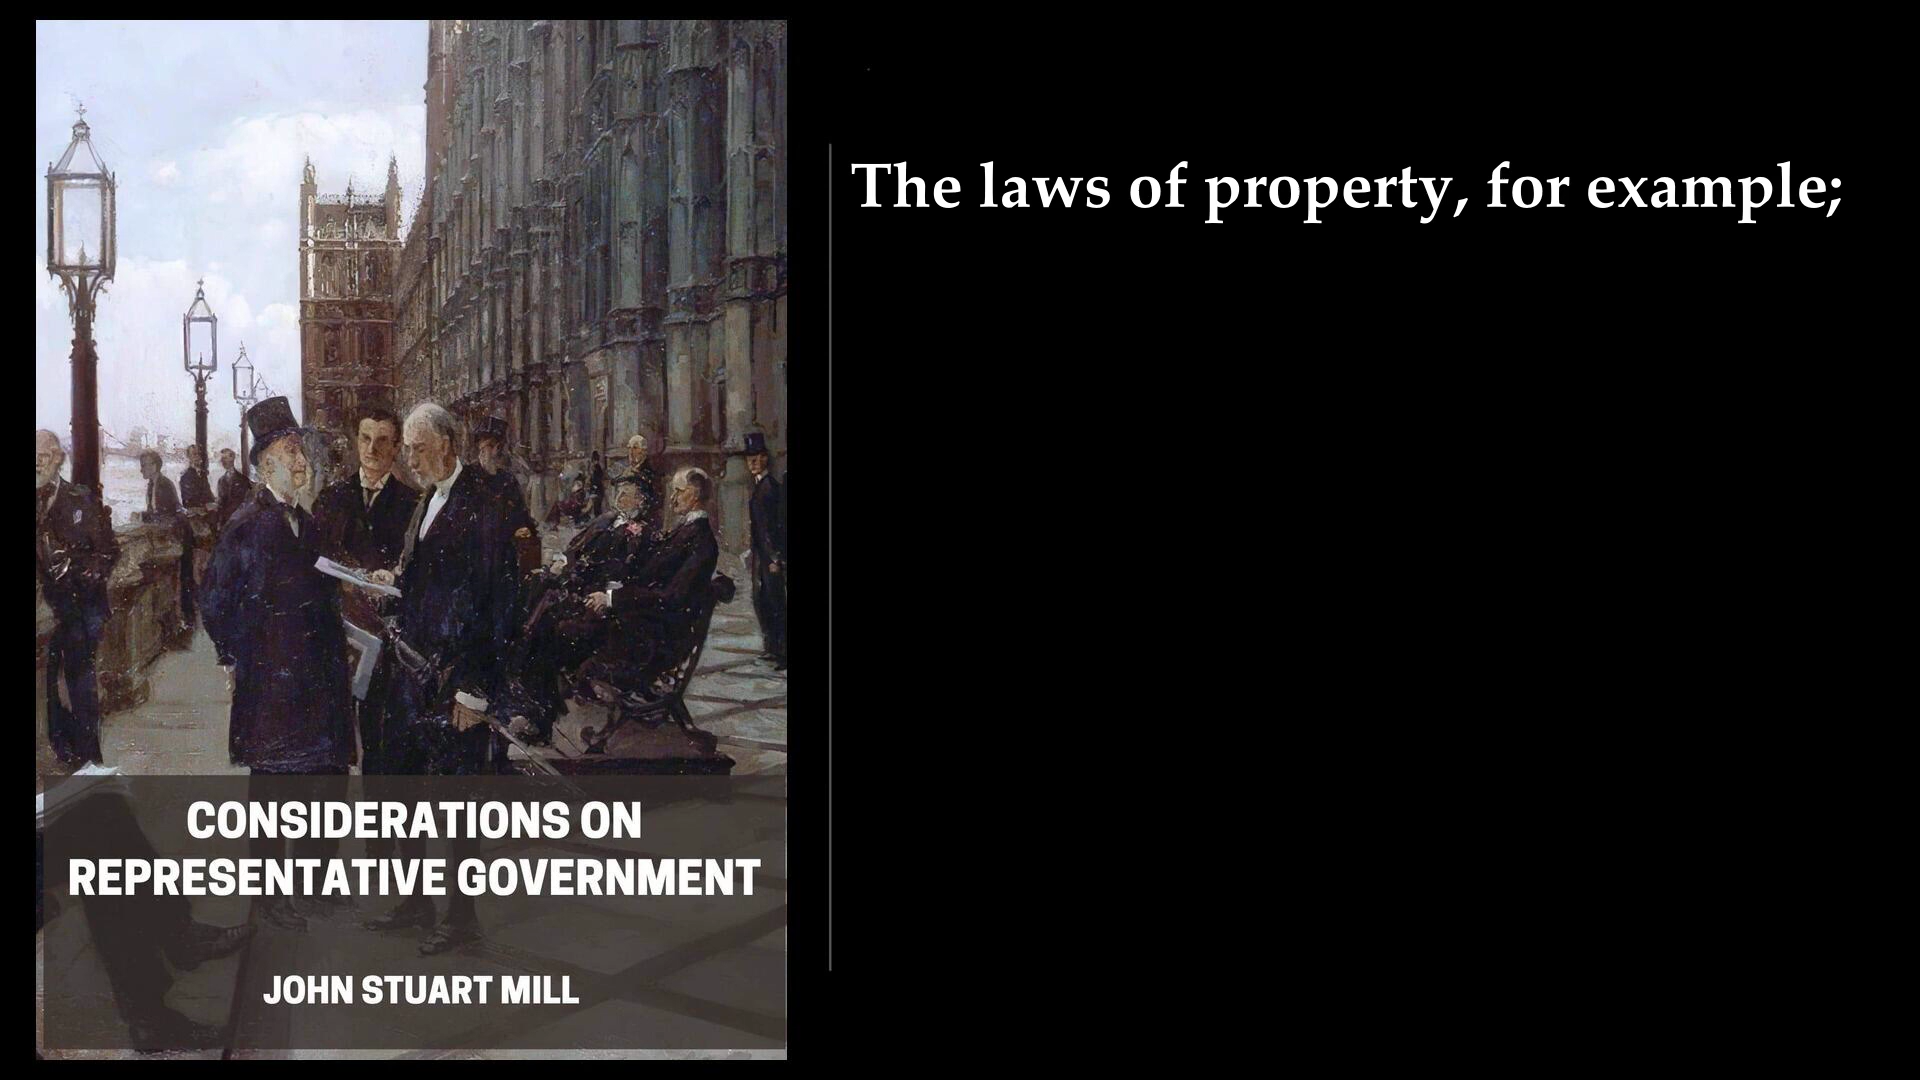 The laws of property, for example;
CONSIDERATIONS ON
REPRESENTATIVE GOVERNMENT
JOHN STUART MILL